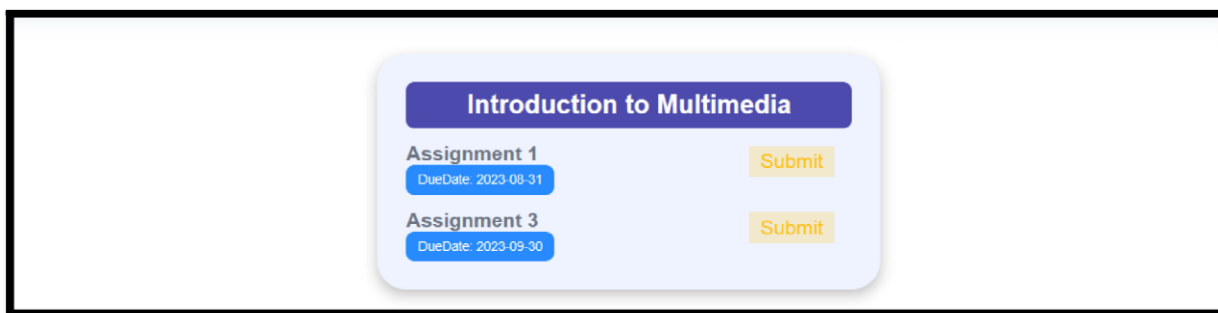 Introduction to Multimedia
Assignment 1
Submit
DueDate: 2023-08-31
Assignment 3
Submit
DueDate: 2023-09-30